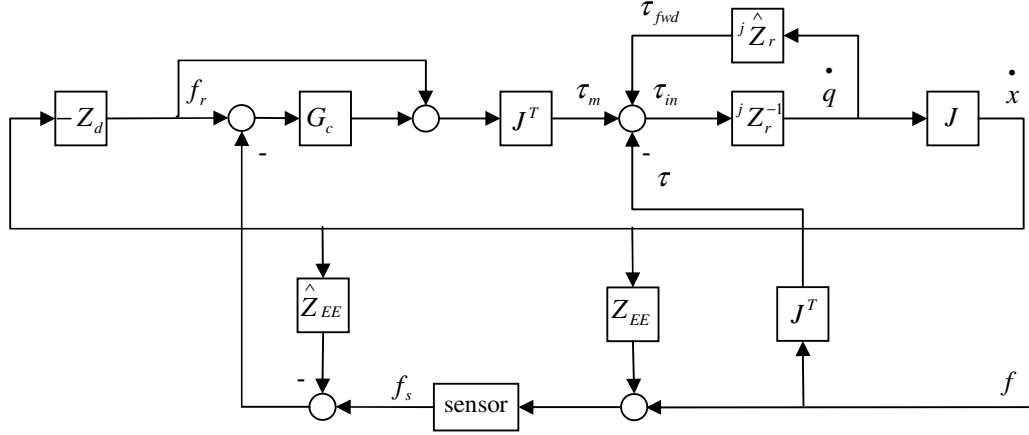 τ_fwd
^j Ẑ_r
q̇
ẋ
− Z_d
f_r
G_c
J^T
τ_m
τ_in
^j Z_r^{-1}
J
-
-
τ
Ẑ_EE
Z_EE
J^T
-
f_s
sensor
f